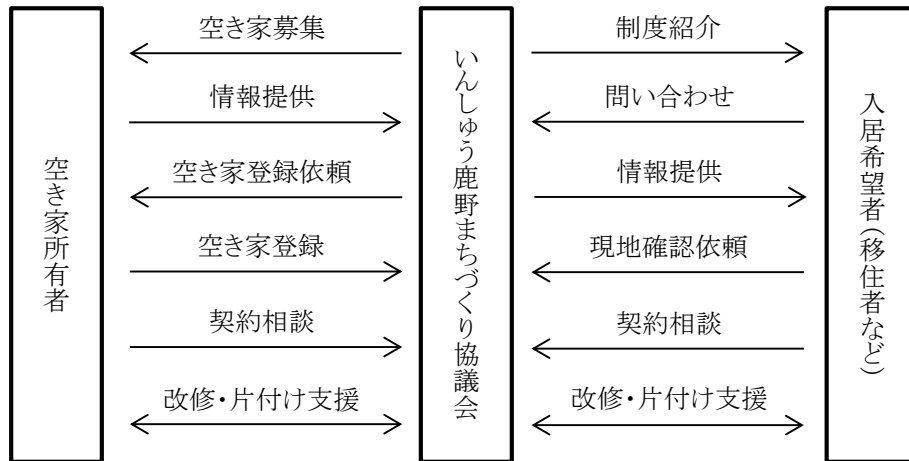 空き家所有者
空き家募集
情報提供
空き家登録依頼
空き家登録
契約相談
改修・片付け支援
いんしゅう鹿野まちづくり協議会
制度紹介
問い合わせ
情報提供
現地確認依頼
契約相談
改修・片付け支援
入居希望者（移住者など）